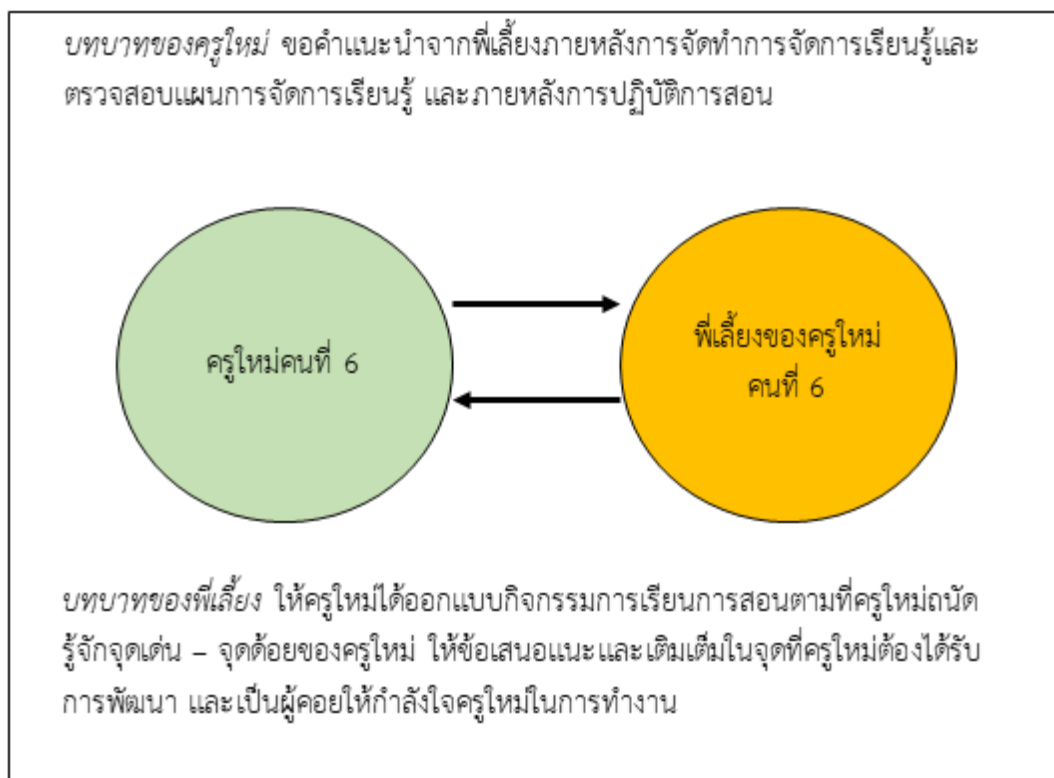 บทบาทของครูใหม่ ขอคำแนะนำจากพี่เลี้ยงภายหลังการจัดทำการจัดการเรียนรู้และ
ตรวจสอบแผนการจัดการเรียนรู้ และภายหลังการปฏิบัติการสอน
ครูใหม่คนที่ 6
พี่เลี้ยงของครูใหม่
คนที่ 6
บทบาทของพี่เลี้ยง ให้ครูใหม่ได้ออกแบบกิจกรรมการเรียนการสอนตามที่ครูใหม่ถนัด
รู้จักจุดเด่น – จุดด้อยของครูใหม่ ให้ข้อเสนอแนะและเติมเต็มในจุดที่ครูใหม่ต้องได้รับ
การพัฒนา และเป็นผู้คอยให้กำลังใจครูใหม่ในการทำงาน